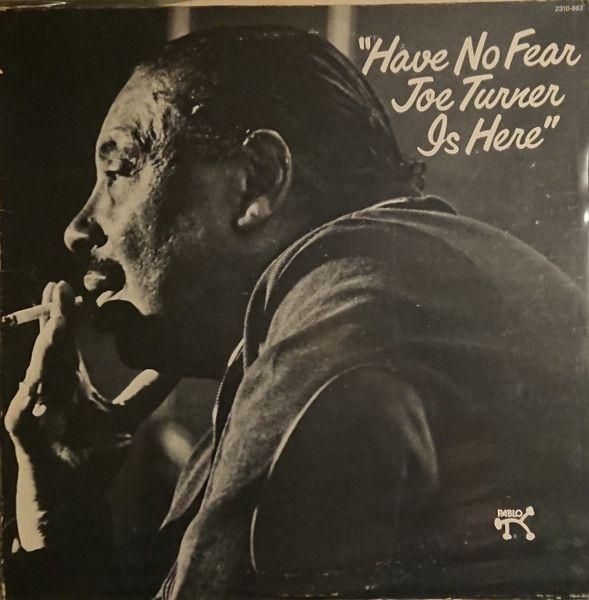 2310-863
"Have No Fear
Joe Turner
Is Here"
PABLO